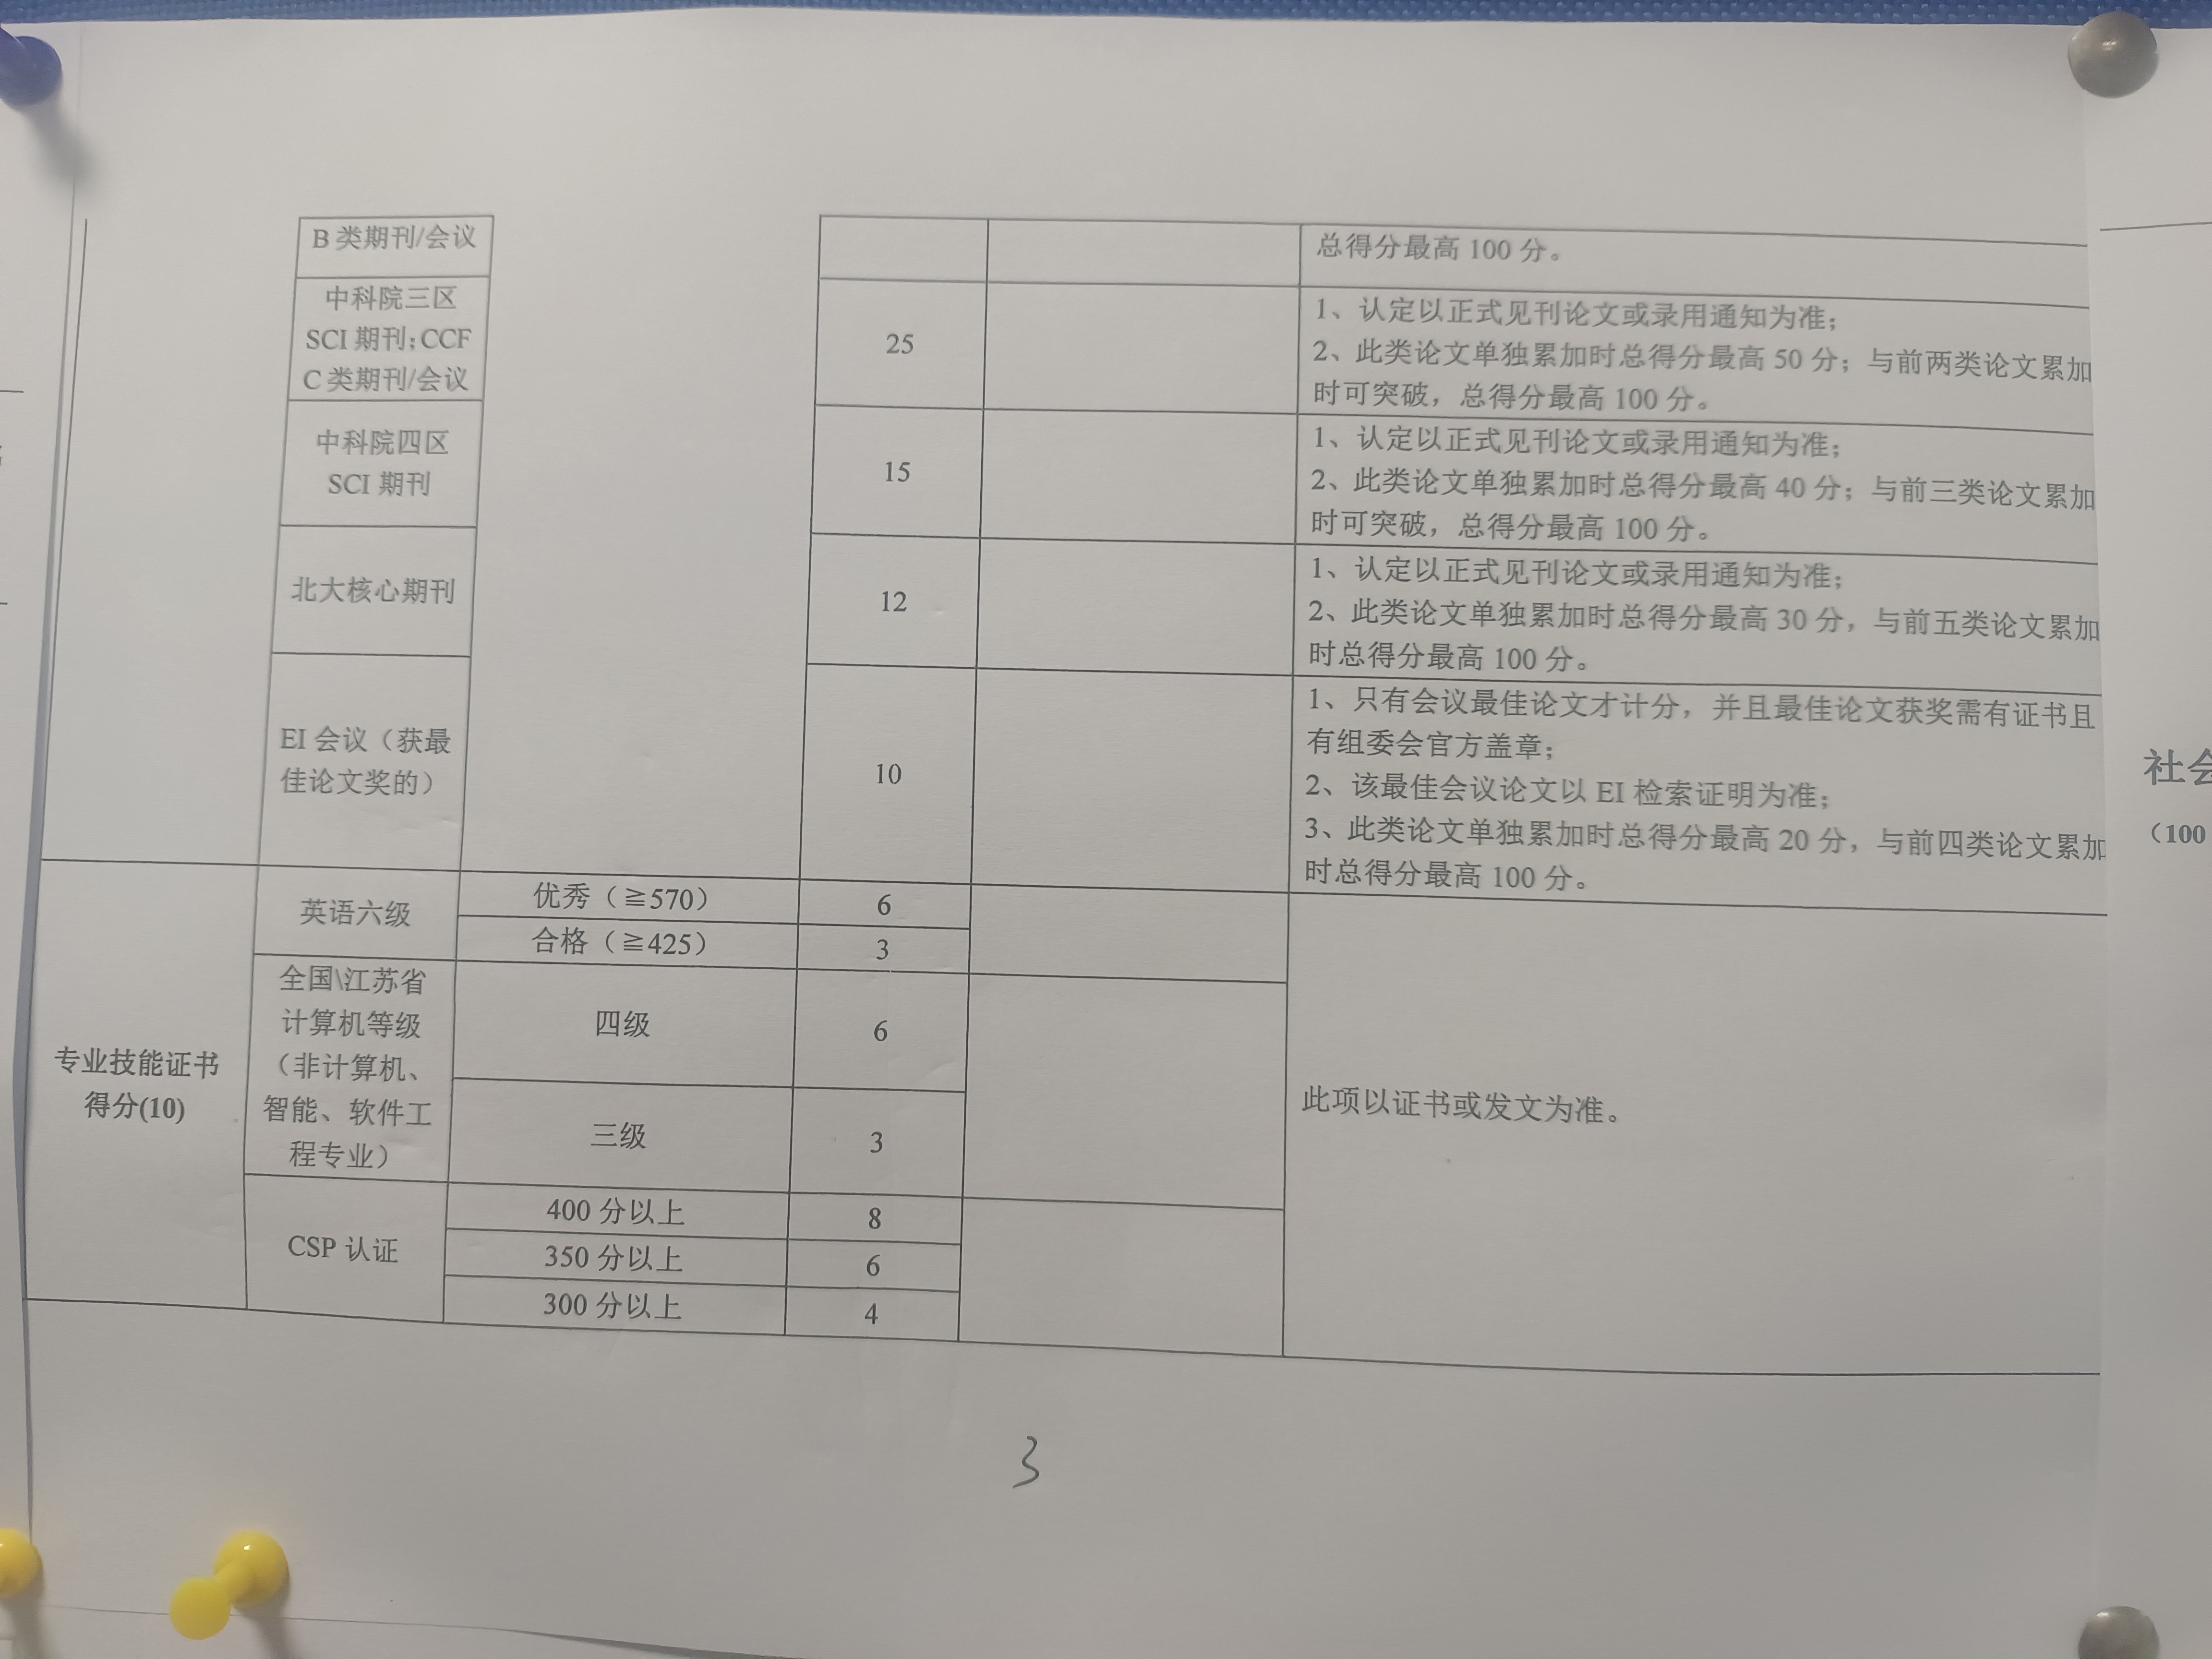 B 类期刊/会议
总得分最高 100 分。
中科院三区
SCI 期刊；CCF
C 类期刊/会议
25
1、认定以正式见刊论文或录用通知为准；
2、此类论文单独累加时总得分最高 50 分；与前两类论文累加
时可突破，总得分最高 100 分。
中科院四区
SCI 期刊
15
1、认定以正式见刊论文或录用通知为准；
2、此类论文单独累加时总得分最高 40 分；与前三类论文累加
时可突破，总得分最高 100 分。
北大核心期刊
12
1、认定以正式见刊论文或录用通知为准；
2、此类论文单独累加时总得分最高 30 分，与前五类论文累加
时总得分最高 100 分。
EI 会议（获最
佳论文奖的）
10
1、只有会议最佳论文才计分，并且最佳论文获奖需有证书且
有组委会官方盖章；
2、该最佳会议论文以 EI 检索证明为准；
3、此类论文单独累加时总得分最高 20 分，与前四类论文累加
时总得分最高 100 分。
专业技能证书
得分(10)
英语六级
优秀（≧570）
6
合格（≧425）
3
全国\江苏省
计算机等级
（非计算机、
智能、软件工
程专业）
四级
6
三级
3
CSP 认证
400 分以上
8
350 分以上
6
300 分以上
4
此项以证书或发文为准。
3
社会
（100